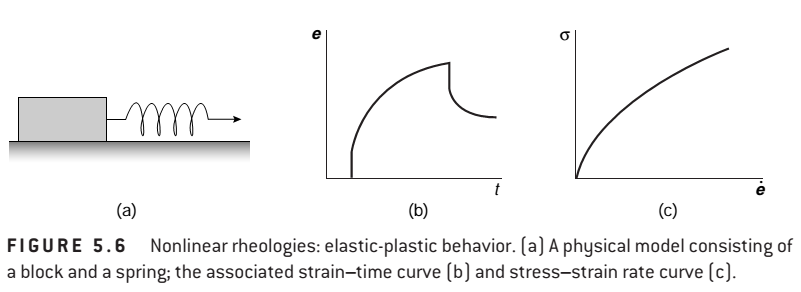 e
t
σ
ė
(a)
(b)
(c)
FIGURE 5.6 Nonlinear rheologies: elastic-plastic behavior. (a) A physical model consisting of
a block and a spring; the associated strain–time curve (b) and stress–strain rate curve (c).